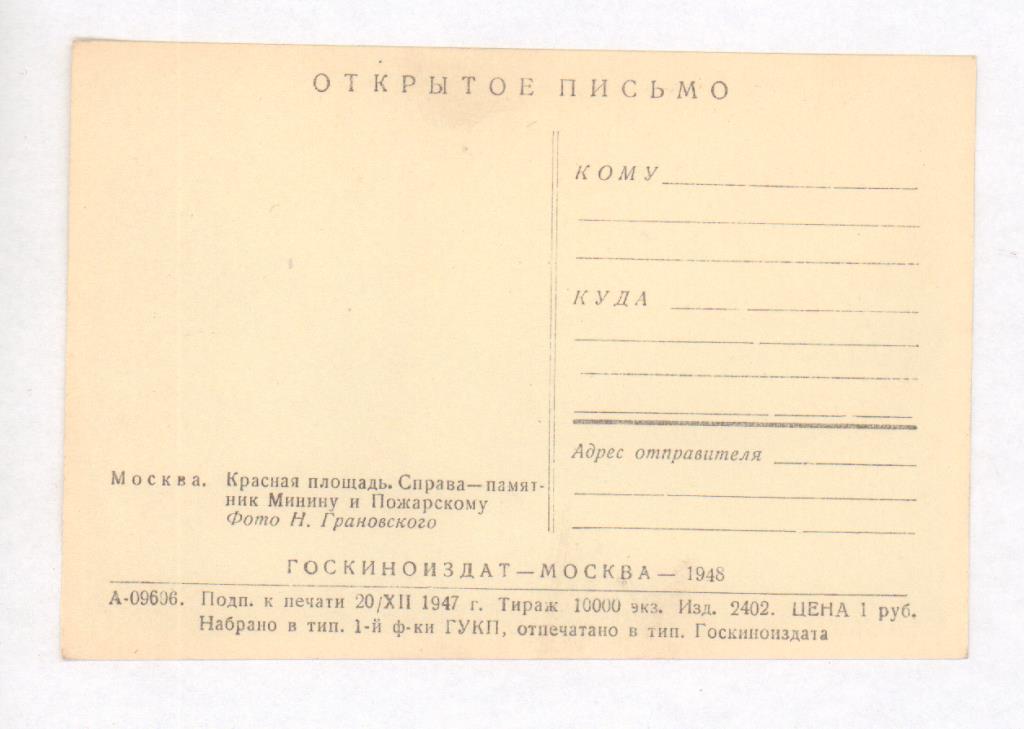 ОТКРЫТОЕ ПИСЬМО
КОМУ
КУДА
Адрес отправителя
Москва. Красная площадь. Справа—памят-
ник Минину и Пожарскому
Фото Н. Грановского
ГОСКИНОИЗДАТ—МОСКВА—1948
А-09606. Подп. к печати 20/XII 1947 г. Тираж 10000 экз. Изд. 2402. ЦЕНА 1 руб.
Набрано в тип. 1-й ф-ки ГУКП, отпечатано в тип. Госкиноиздата